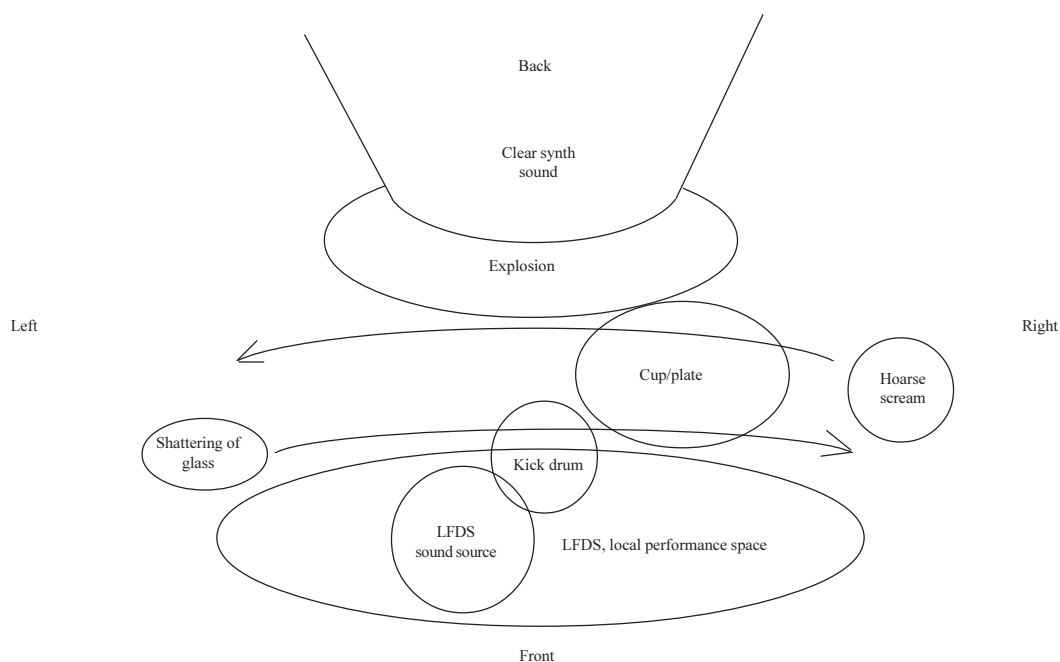 Back
Clear synth
sound
Explosion
Left
Right
Cup/plate
Hoarse
scream
Shattering of
glass
Kick drum
LFDS
sound source
LFDS, local performance space
Front